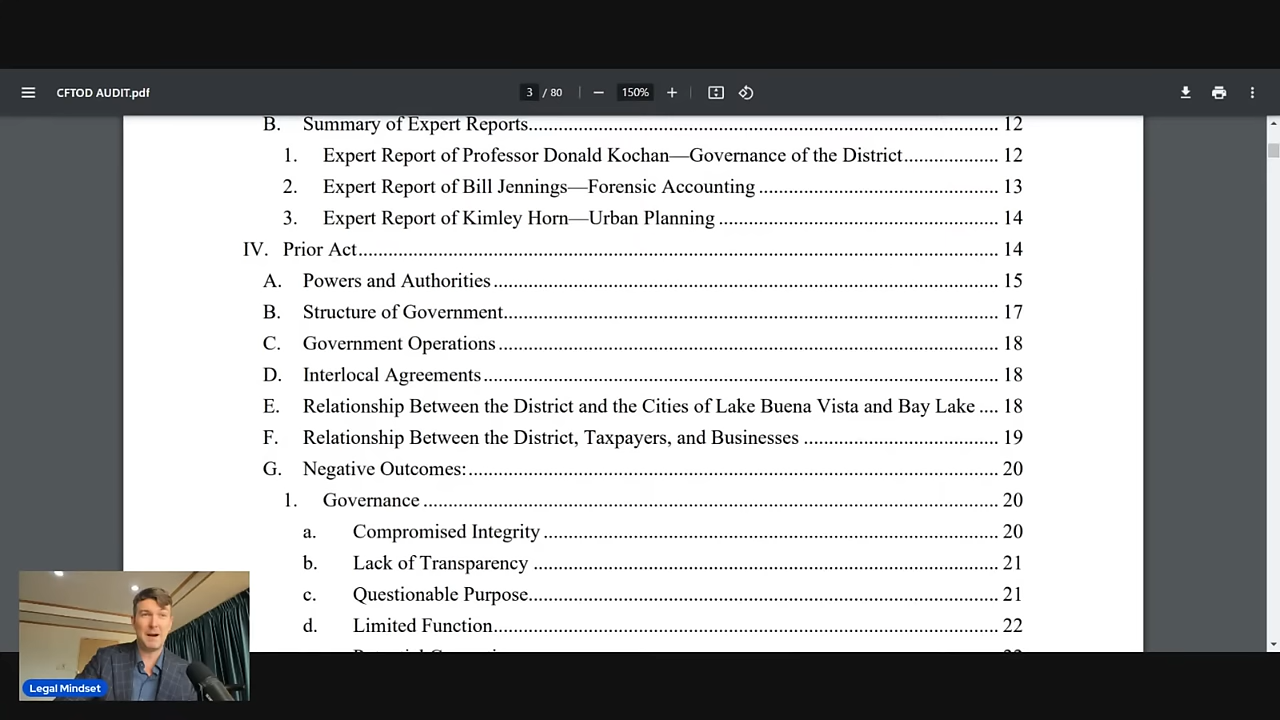 CFTOD AUDIT.pdf
3 / 80
150%
B. Summary of Expert Reports............ 12
1. Expert Report of Professor Donald Kochan—Governance of the District............ 12
2. Expert Report of Bill Jennings—Forensic Accounting............ 13
3. Expert Report of Kimley Horn—Urban Planning............ 14
IV. Prior Act............ 14
A. Powers and Authorities............ 15
B. Structure of Government............ 17
C. Government Operations............ 18
D. Interlocal Agreements............ 18
E. Relationship Between the District and the Cities of Lake Buena Vista and Bay Lake .... 18
F. Relationship Between the District, Taxpayers, and Businesses............ 19
G. Negative Outcomes:............ 20
1. Governance............ 20
a. Compromised Integrity............ 20
b. Lack of Transparency............ 21
c. Questionable Purpose............ 21
d. Limited Function............ 22
Legal Mindset